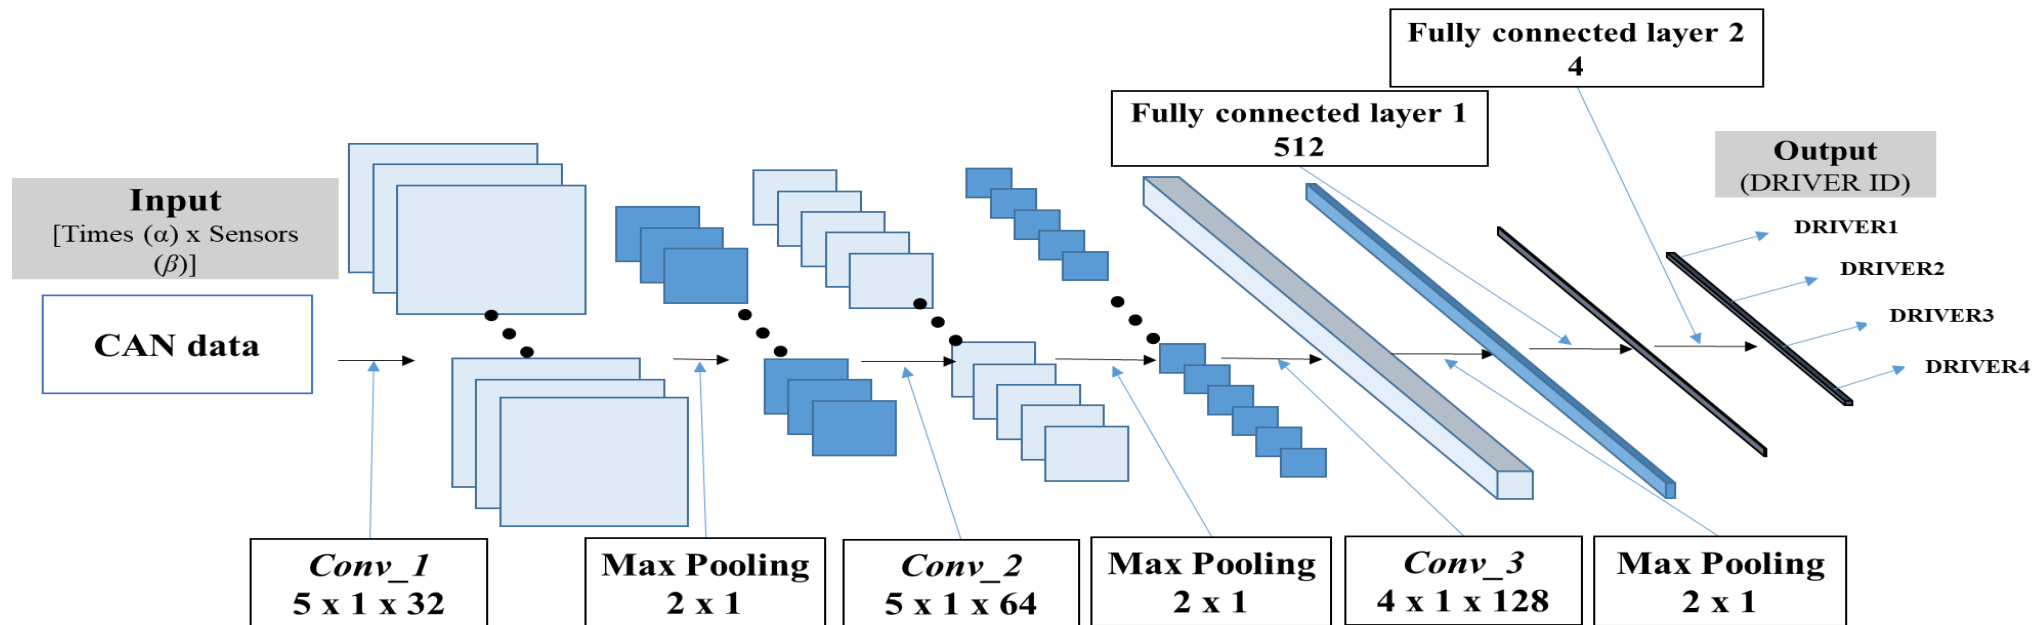 Input
[Times (α) x Sensors
(β)]
CAN data
Conv_1
5 x 1 x 32
Max Pooling
2 x 1
Conv_2
5 x 1 x 64
Max Pooling
2 x 1
Conv_3
4 x 1 x 128
Max Pooling
2 x 1
Fully connected layer 1
512
Fully connected layer 2
4
Output
(DRIVER ID)
DRIVER1
DRIVER2
DRIVER3
DRIVER4